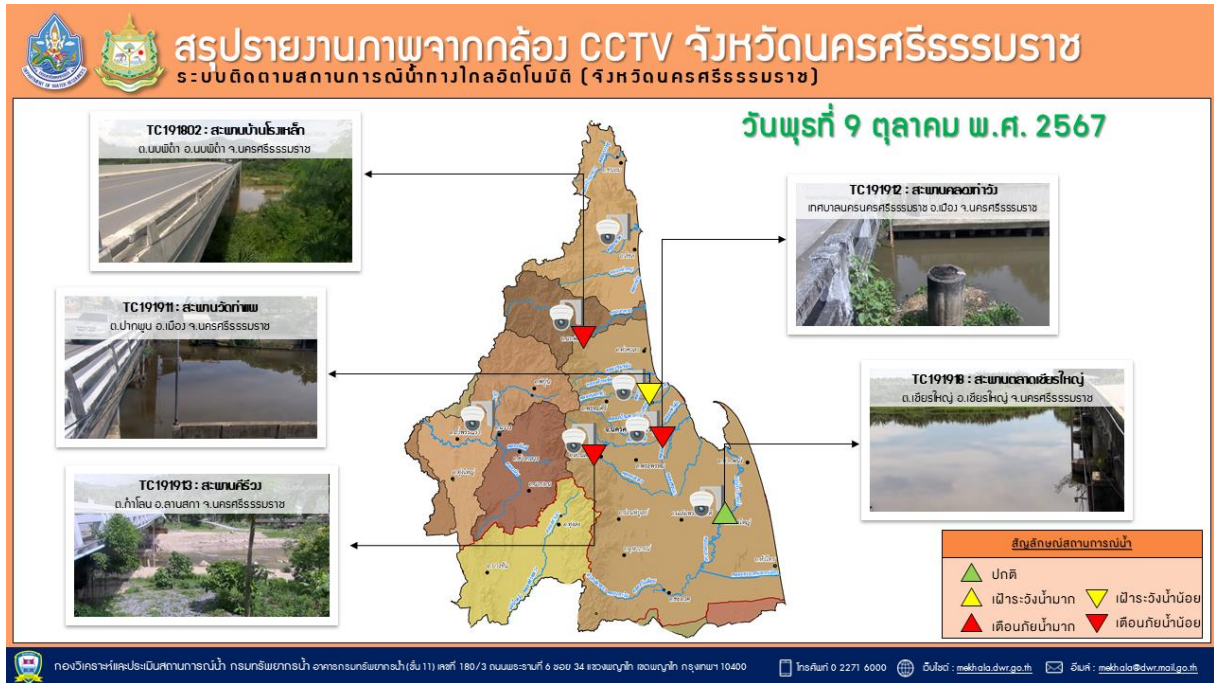 สรุปรายงานภาพจากกล้อง CCTV จังหวัดนครศรีธรรมราช
ระบบติดตามสถานการณ์น้ำทางไกลอัตโนมัติ (จังหวัดนครศรีธรรมราช)
วันพุธที่ 9 ตุลาคม พ.ศ. 2567
TC191802 : สะพานบ้านโรงเหล็ก
ต.นบพิตำ อ.นบพิตำ จ.นครศรีธรรมราช
TC191912 : สะพานคลองท่าวัง
เทศบาลนครนครศรีธรรมราช อ.เมือง จ.นครศรีธรรมราช
TC191911 : สะพานวัดท่าแพ
ต.ปากพูน อ.เมือง จ.นครศรีธรรมราช
TC191918 : สะพานตลาดเชียรใหญ่
ต.เชียรใหญ่ อ.เชียรใหญ่ จ.นครศรีธรรมราช
TC191913 : สะพานคีรีวง
ต.กำโลน อ.ลานสกา จ.นครศรีธรรมราช
สัญลักษณ์สถานการณ์น้ำ
ปกติ
เฝ้าระวังน้ำมาก เฝ้าระวังน้ำน้อย
เตือนภัยน้ำมาก เตือนภัยน้ำน้อย
กองวิเคราะห์และประเมินสถานการณ์น้ำ กรมทรัพยากรน้ำ อาคารกรมทรัพยากรน้ำ (ชั้น 11) เลขที่ 180/3 ถนนพระรามที่ 6 ซอย 34 แขวงพญาไท เขตพญาไท กรุงเทพฯ 10400 โทรศัพท์ 0 2271 6000 เว็บไซต์ : mekhala.dwr.go.th อีเมล์ : mekhala@dwr.mail.go.th